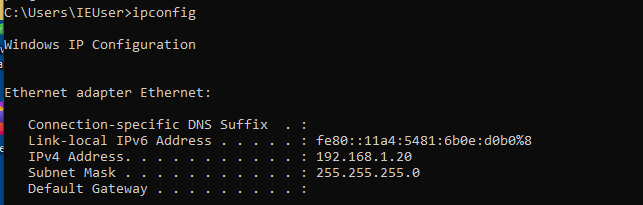 C:\Users\IEUser>ipconfig
Windows IP Configuration
Ethernet adapter Ethernet:
Connection-specific DNS Suffix  . :
Link-local IPv6 Address . . . . . : fe80::11a4:5481:6b0e:d0b0%8
IPv4 Address. . . . . . . . . . . : 192.168.1.20
Subnet Mask . . . . . . . . . . . : 255.255.255.0
Default Gateway . . . . . . . . . :